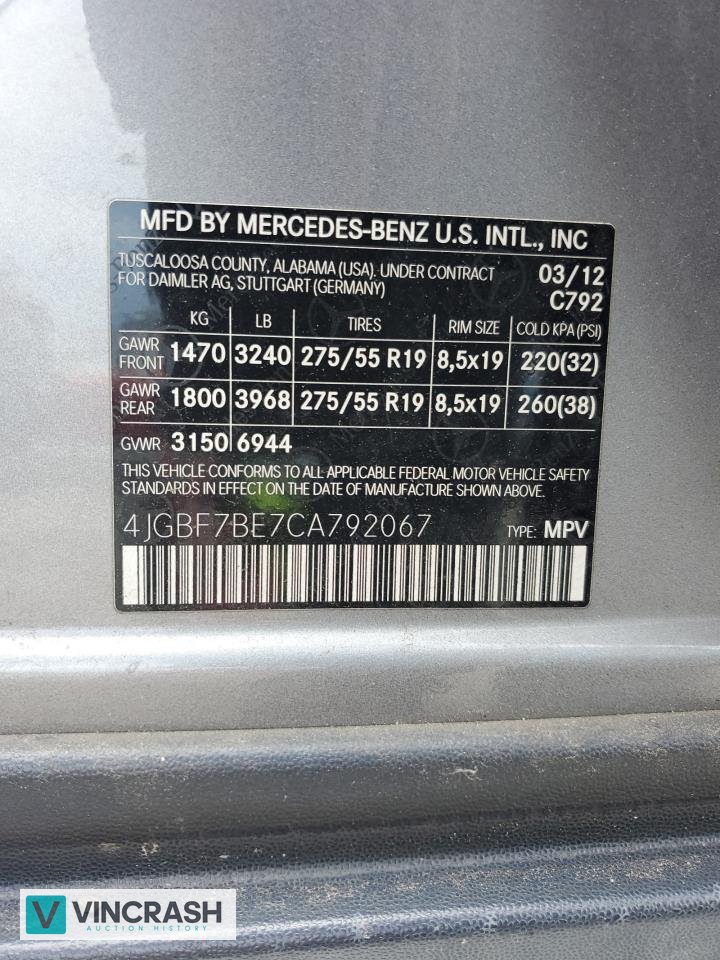 MFD BY MERCEDES-BENZ U.S. INTL., INC
TUSCALOOSA COUNTY, ALABAMA (USA). UNDER CONTRACT 03/12
FOR DAIMLER AG, STUTTGART (GERMANY) C792
KG LB TIRES RIM SIZE COLD KPA (PSI)
GAWR FRONT 1470 3240 275/55 R19 8,5x19 220(32)
GAWR REAR 1800 3968 275/55 R19 8,5x19 260(38)
GVWR 3150 6944
THIS VEHICLE CONFORMS TO ALL APPLICABLE FEDERAL MOTOR VEHICLE SAFETY
STANDARDS IN EFFECT ON THE DATE OF MANUFACTURE SHOWN ABOVE.
4JGBF7BE7CA792067 TYPE: MPV
V VINCRASH
AUCTION HISTORY